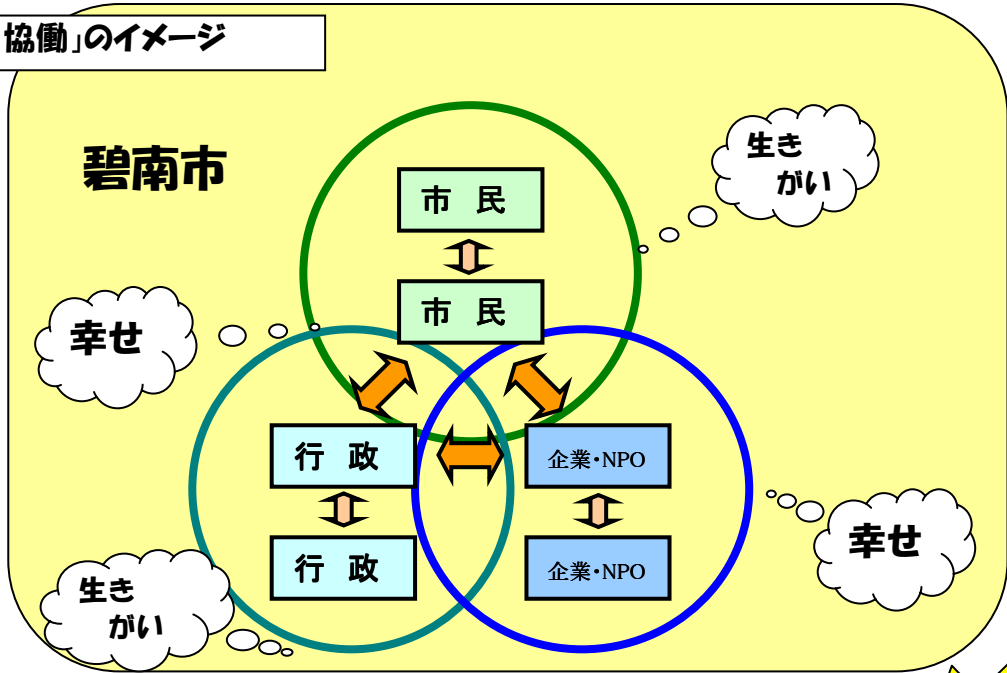 協働」のイメージ
碧南市
生き
がい
市 民
市 民
幸せ
行 政
企業・NPO
行 政
企業・NPO
幸せ
生き
がい